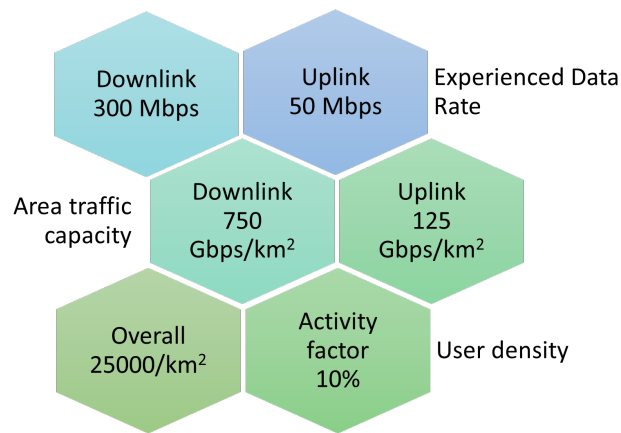 Downlink
300 Mbps
Uplink
50 Mbps
Experienced Data
Rate
Area traffic
capacity
Downlink
750
Gbps/km²
Uplink
125
Gbps/km²
Overall
25000/km²
Activity
factor
10%
User density